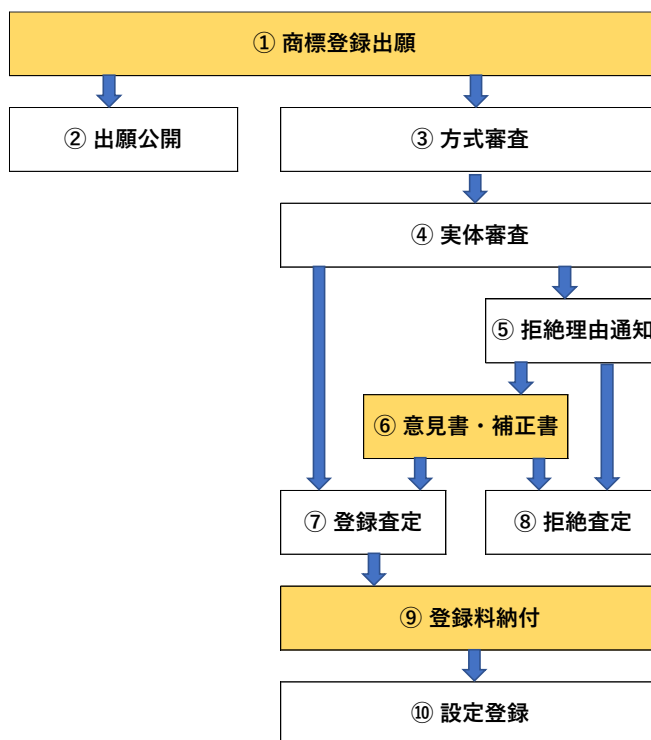 ① 商標登録出願
② 出願公開
③ 方式審査
④ 実体審査
⑤ 拒絶理由通知
⑥ 意見書・補正書
⑦ 登録査定
⑧ 拒絶査定
⑨ 登録料納付
⑩ 設定登録